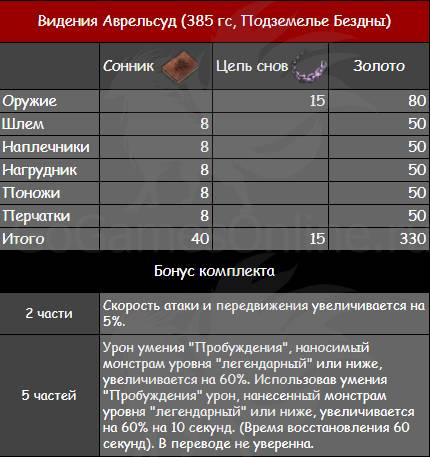 Видения Аврельсуд (385 гс, Подземелье Бездны)
Сонник Цепь снов Золото
Оружие 15 80
Шлем 8 50
Наплечники 8 50
Нагрудник 8 50
Поножи 8 50
Перчатки 8 50
Итого 40 15 330
Бонус комплекта
2 части
Скорость атаки и передвижения увеличивается на
5%.
5 частей
Урон умения "Пробуждения", наносимый
монстрам уровня "легендарный" или ниже,
увеличивается на 60%. Использовав умения
"Пробуждения" урон, нанесенный монстрам
уровня "легендарный" или ниже, увеличивается
на 60% на 10 секунд. (Время восстановления 60
секунд). В переводе не уверенна.